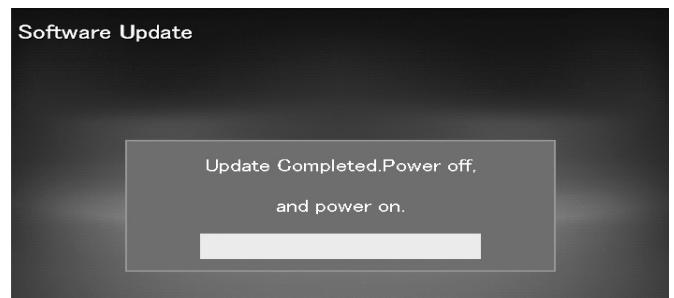 Software Update
Update Completed.Power off,
and power on.